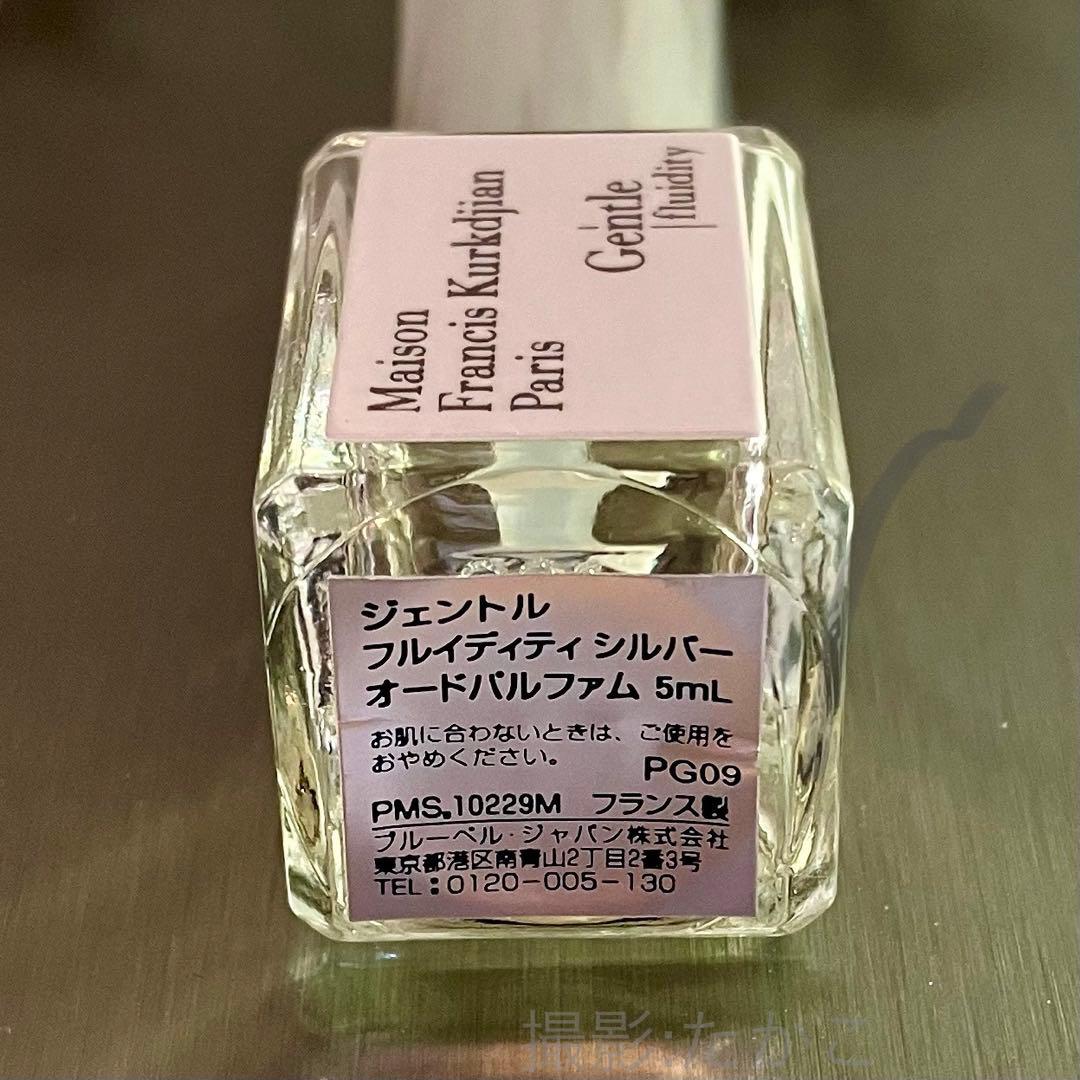 Maison
Francis Kurkdjian
Paris
Gentle
fluidity
ジェントル
フルイディティ シルバー
オードパルファム 5mL
お肌に合わないときは、ご使用を
おやめください。
PG09
PMS.10229M フランス製
ブルーベル・ジャパン株式会社
東京都港区南青山2丁目2番3号
TEL:0120-005-130
撮影:たかこ